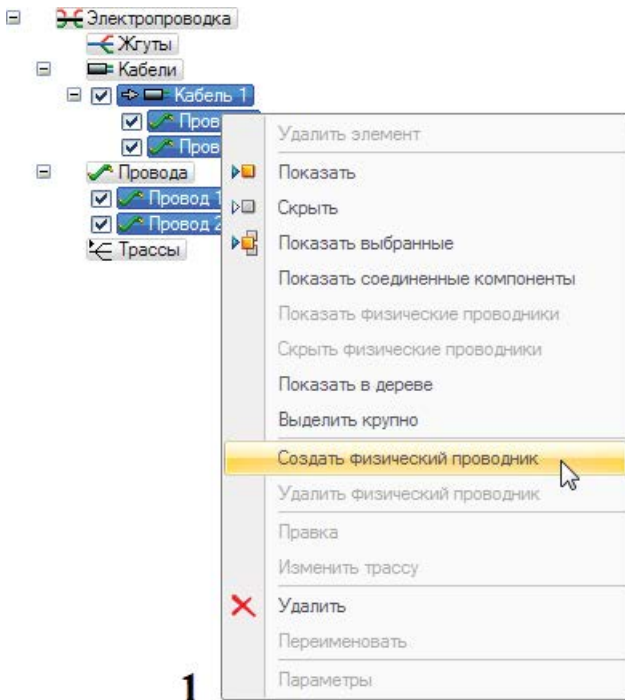 Электропроводка
Жгуты
Кабели
Кабель 1
Пров
Пров
Провода
Провод 1
Провод 2
Трассы
Удалить элемент
Показать
Скрыть
Показать выбранные
Показать соединенные компоненты
Показать физические проводники
Скрыть физические проводники
Показать в дереве
Выделить крупно
Создать физический проводник
Удалить физический проводник
Правка
Изменить трассу
Удалить
Переименовать
Параметры
1